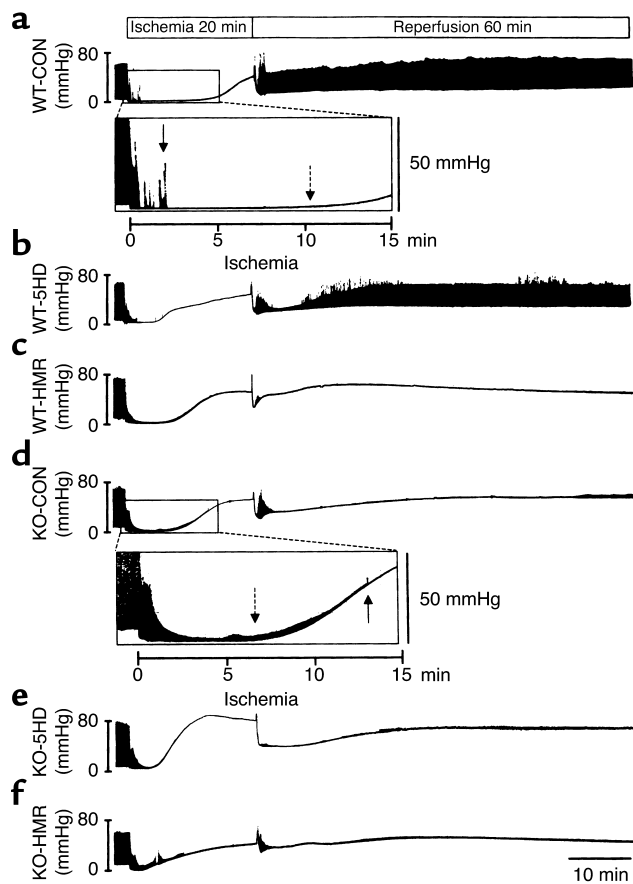 a
Ischemia 20 min
Reperfusion 60 min
WT-CON
(mmHg)
80
0
50 mmHg
0 5 10 15 min
Ischemia
b
WT-5HD
(mmHg)
80
0
c
WT-HMR
(mmHg)
80
0
d
KO-CON
(mmHg)
80
0
50 mmHg
0 5 10 15 min
Ischemia
e
KO-5HD
(mmHg)
80
0
f
KO-HMR
(mmHg)
80
0
10 min